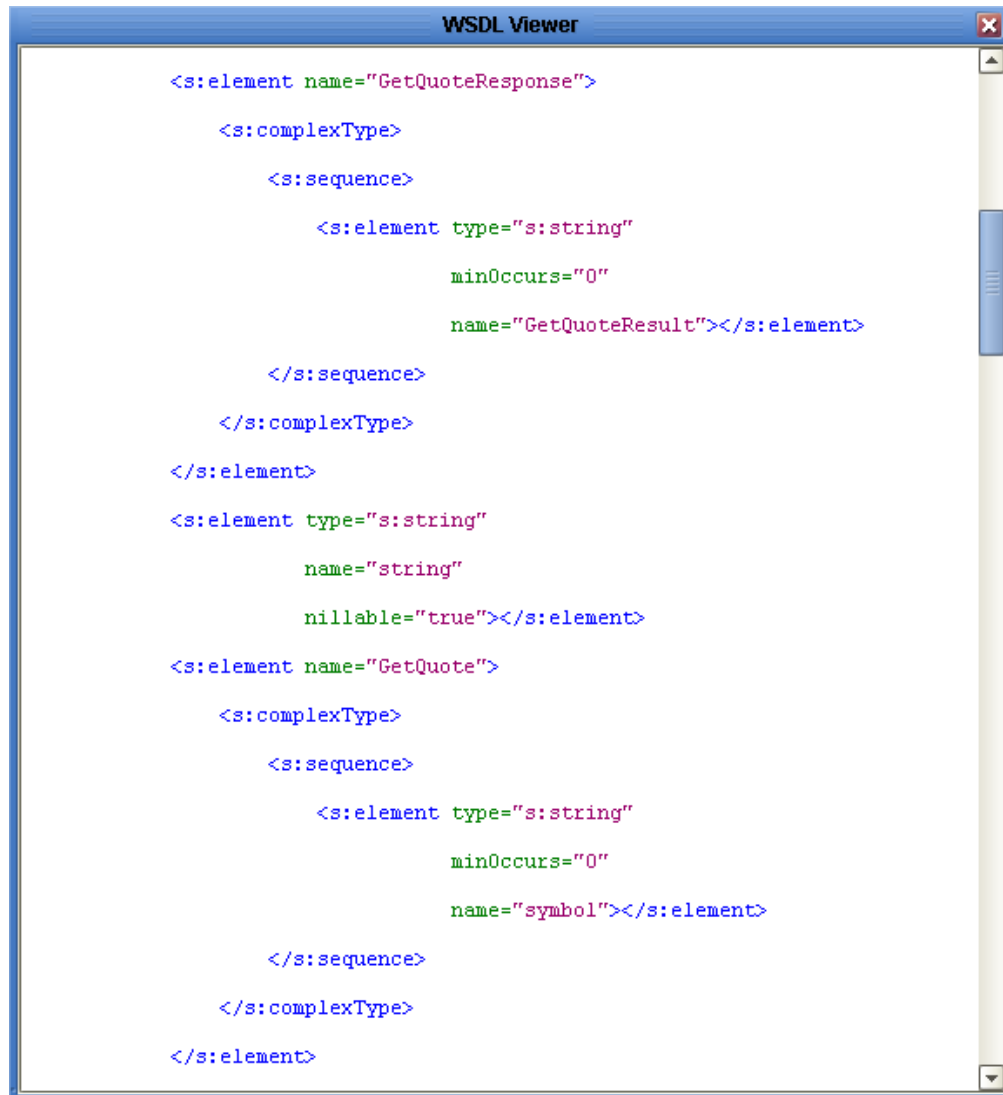 WSDL Viewer
<s:element name="GetQuoteResponse">
<s:complexType>
<s:sequence>
<s:element type="s:string"
minOccurs="0"
name="GetQuoteResult"></s:element>
</s:sequence>
</s:complexType>
</s:element>
<s:element type="s:string"
name="string"
nillable="true"></s:element>
<s:element name="GetQuote">
<s:complexType>
<s:sequence>
<s:element type="s:string"
minOccurs="0"
name="symbol"></s:element>
</s:sequence>
</s:complexType>
</s:element>